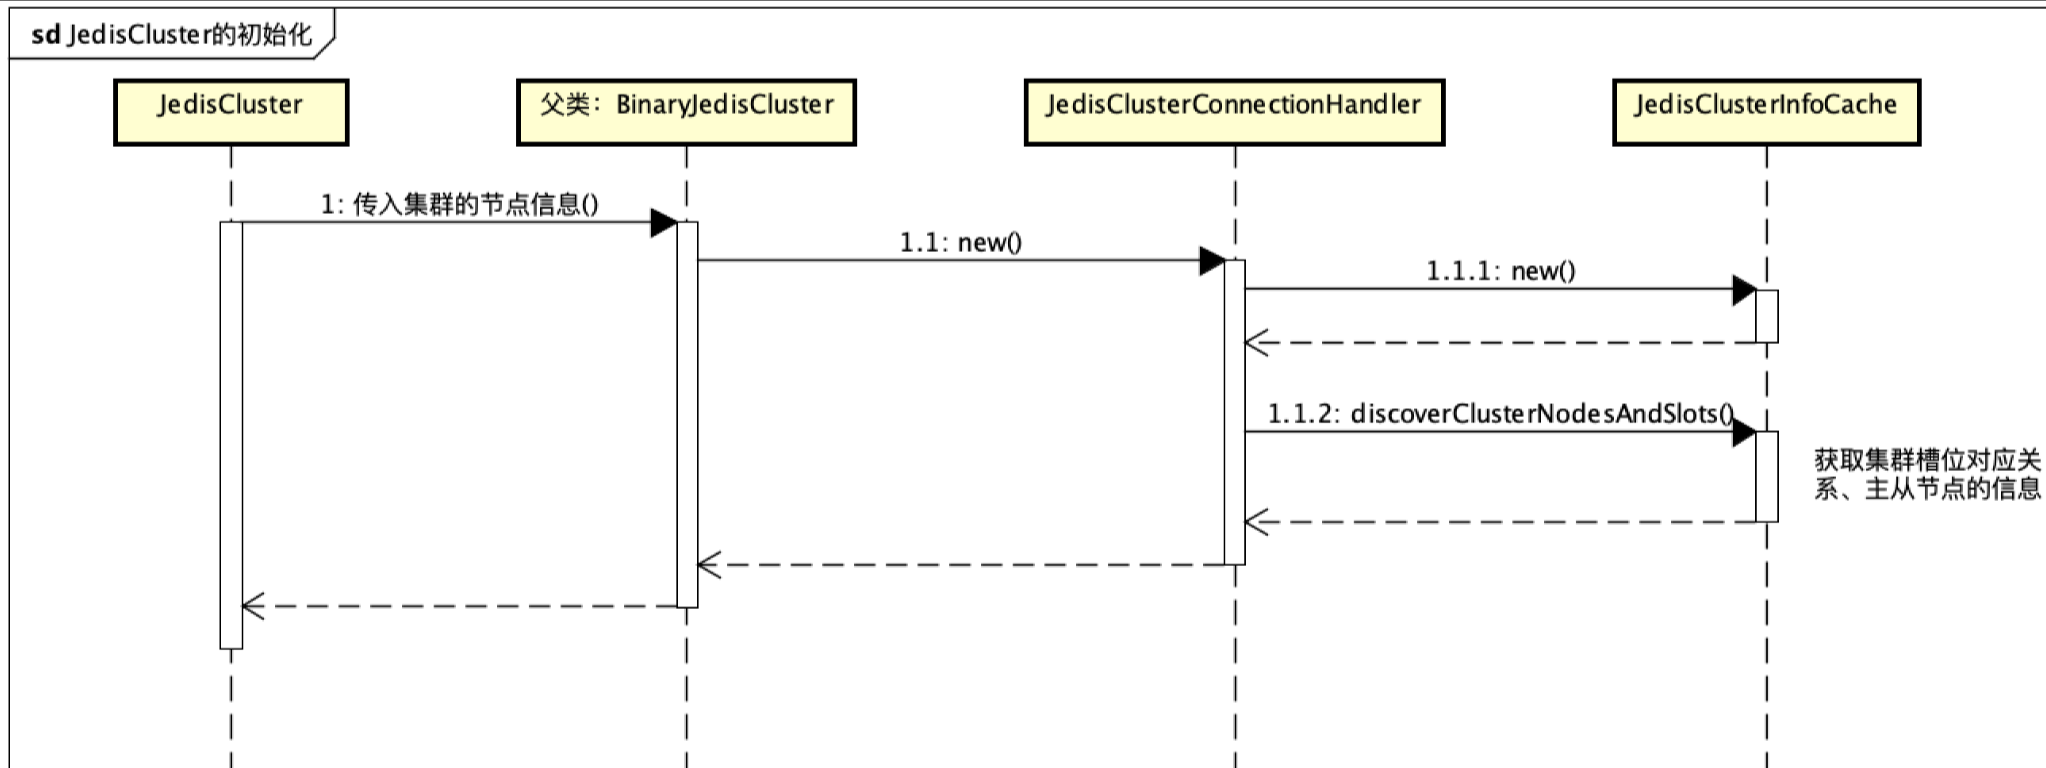 sd JedisCluster的初始化
JedisCluster
父类：BinaryJedisCluster
JedisClusterConnectionHandler
JedisClusterInfoCache
1: 传入集群的节点信息()
1.1: new()
1.1.1: new()
1.1.2: discoverClusterNodesAndSlots()
获取集群槽位对应关
系、主从节点的信息